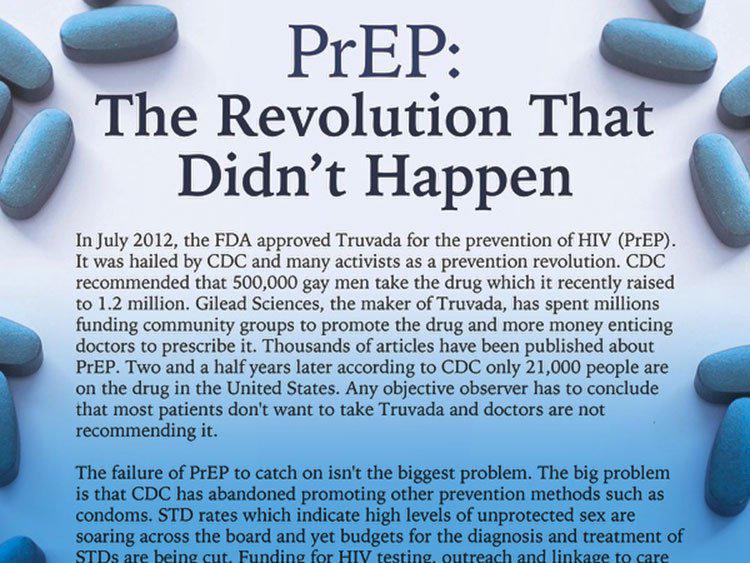 PrEP:
The Revolution That
Didn't Happen
In July 2012, the FDA approved Truvada for the prevention of HIV (PrEP).
It was hailed by CDC and many activists as a prevention revolution. CDC
recommended that 500,000 gay men take the drug which it recently raised
to 1.2 million. Gilead Sciences, the maker of Truvada, has spent millions
funding community groups to promote the drug and more money enticing
doctors to prescribe it. Thousands of articles have been published about
PrEP. Two and a half years later according to CDC only 21,000 people are
on the drug in the United States. Any objective observer has to conclude
that most patients don't want to take Truvada and doctors are not
recommending it.
The failure of PrEP to catch on isn't the biggest problem. The big problem
is that CDC has abandoned promoting other prevention methods such as
condoms. STD rates which indicate high levels of unprotected sex are
soaring across the board and yet budgets for the diagnosis and treatment of
STDs are being cut. Funding for HIV testing, outreach and linkage to care